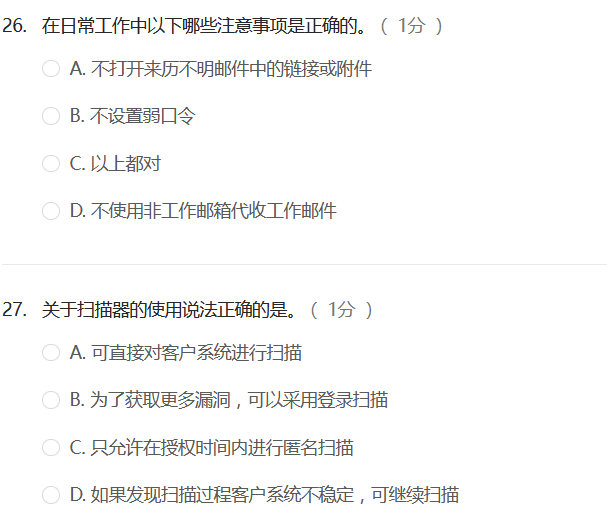 26. 在日常工作中以下哪些注意事项是正确的。（ 1分 ）
A. 不打开来历不明邮件中的链接或附件
B. 不设置弱口令
C. 以上都对
D. 不使用非工作邮箱代收工作邮件
27. 关于扫描器的使用说法正确的是。（ 1分 ）
A. 可直接对客户系统进行扫描
B. 为了获取更多漏洞，可以采用登录扫描
C. 只允许在授权时间内进行匿名扫描
D. 如果发现扫描过程客户系统不稳定，可继续扫描